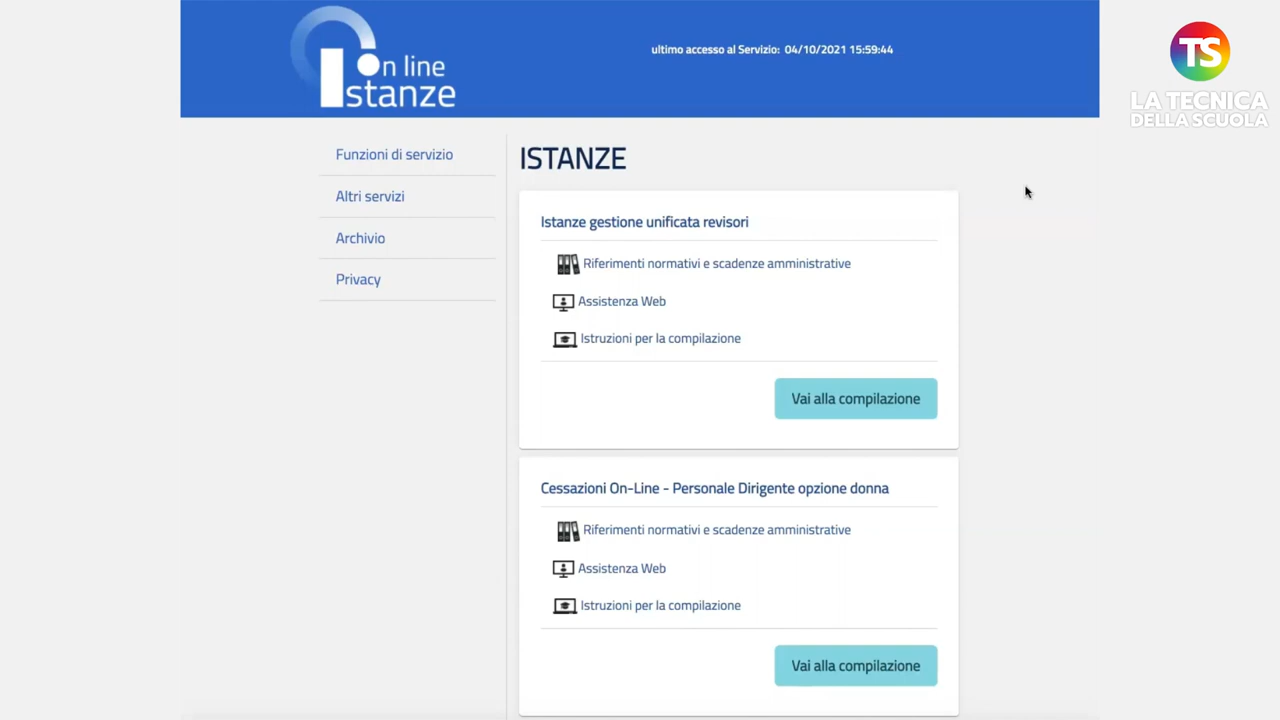 On line
Istanze
ultimo accesso al Servizio: 04/10/2021 15:59:44
TS
LA TECNICA
DELLA SCUOLA
Funzioni di servizio
Altri servizi
Archivio
Privacy
ISTANZE
Istanze gestione unificata revisori
Riferimenti normativi e scadenze amministrative
Assistenza Web
Istruzioni per la compilazione
Vai alla compilazione
Cessazioni On-Line - Personale Dirigente opzione donna
Riferimenti normativi e scadenze amministrative
Assistenza Web
Istruzioni per la compilazione
Vai alla compilazione